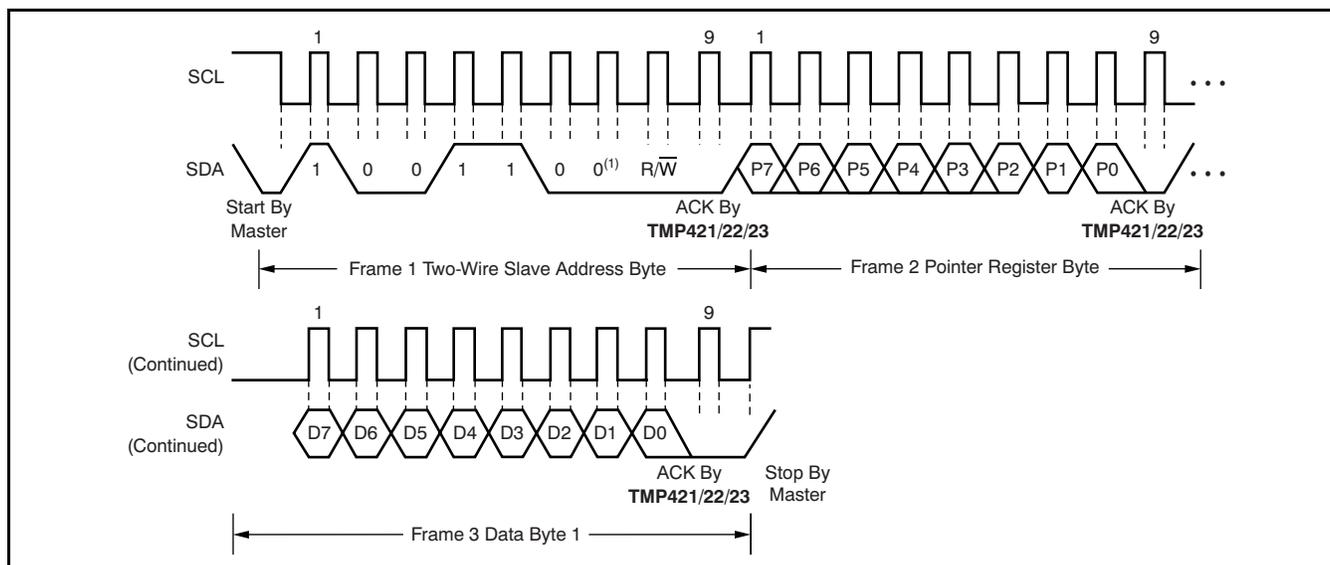 1 9 1 9
SCL
• • •
SDA 1 0 0 1 1 0 0(1) R/W̅ P7 P6 P5 P4 P3 P2 P1 P0 • • •
Start By
Master
ACK By
TMP421/22/23
ACK By
TMP421/22/23
Frame 1 Two-Wire Slave Address Byte
Frame 2 Pointer Register Byte
1 9
SCL
(Continued)
SDA
(Continued)
D7 D6 D5 D4 D3 D2 D1 D0
ACK By
TMP421/22/23
Stop By
Master
Frame 3 Data Byte 1